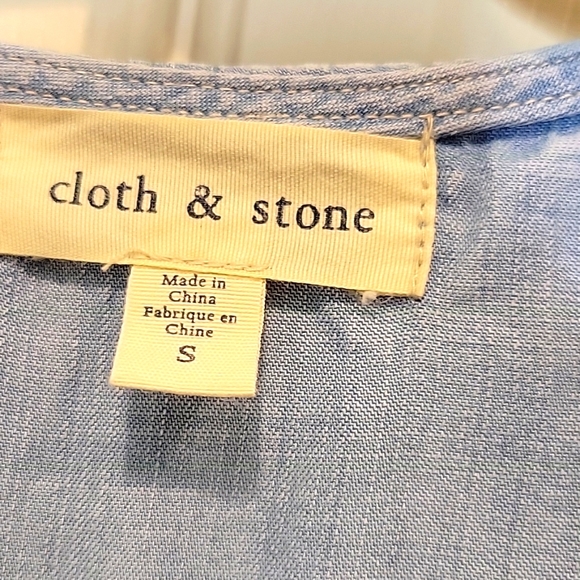 cloth & stone
Made in
China
Fabrique en
Chine
S